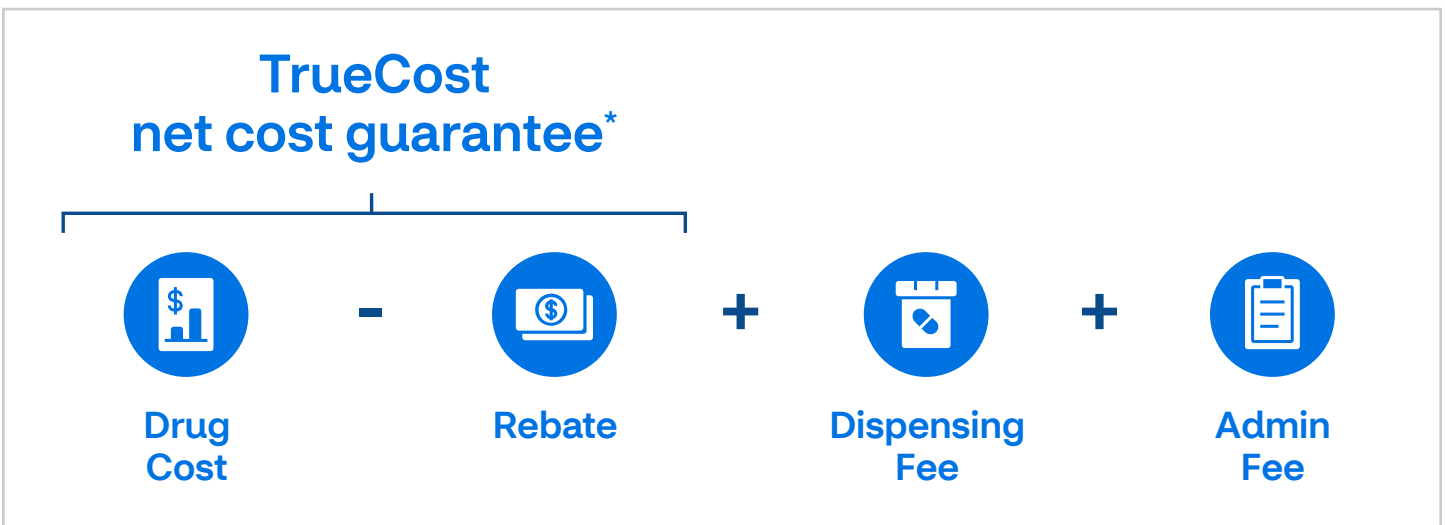 TrueCost
net cost guarantee*
$
$
-
+
+
Drug
Cost
Rebate
Dispensing
Fee
Admin
Fee